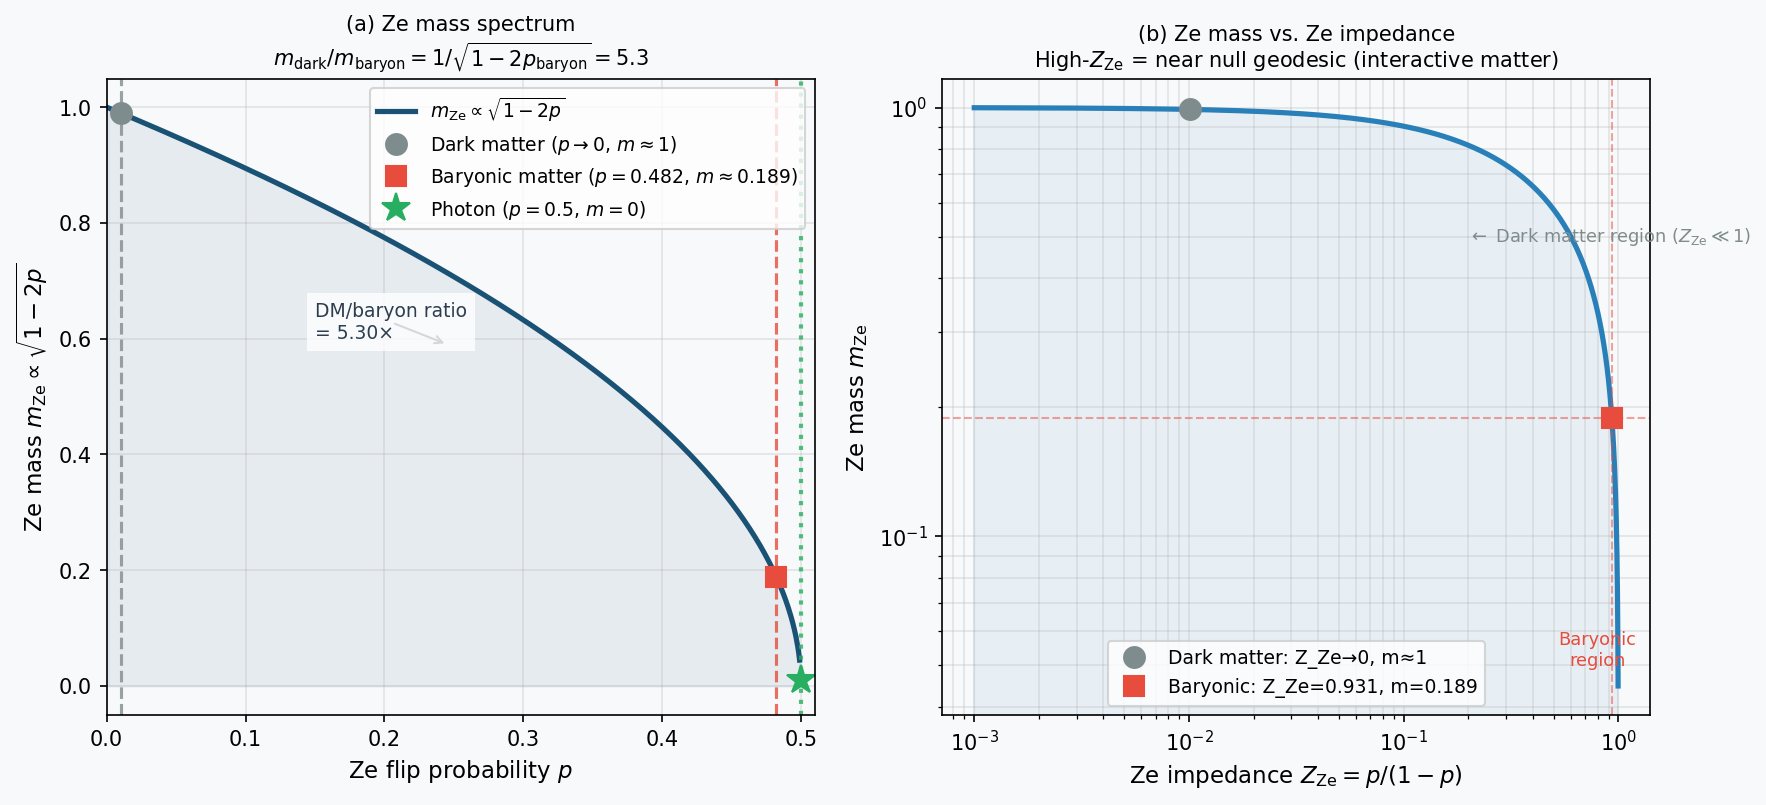 (a) Ze mass spectrum
m_dark/m_baryon = 1/√(1 − 2p_baryon) = 5.3
m_Ze ∝ √(1 − 2p)
Dark matter (p → 0, m ≈ 1)
Baryonic matter (p = 0.482, m ≈ 0.189)
Photon (p = 0.5, m = 0)
DM/baryon ratio
= 5.30×
Ze mass m_Ze ∝ √(1 − 2p)
1.0
0.8
0.6
0.4
0.2
0.0
0.0 0.1 0.2 0.3 0.4 0.5
Ze flip probability p
(b) Ze mass vs. Ze impedance
High-Z_Ze = near null geodesic (interactive matter)
← Dark matter region (Z_Ze ≪ 1)
Baryonic
region
Dark matter: Z_Ze→0, m≈1
Baryonic: Z_Ze=0.931, m=0.189
Ze mass m_Ze
10⁰
10⁻¹
10⁻³ 10⁻² 10⁻¹ 10⁰
Ze impedance Z_Ze = p/(1 − p)